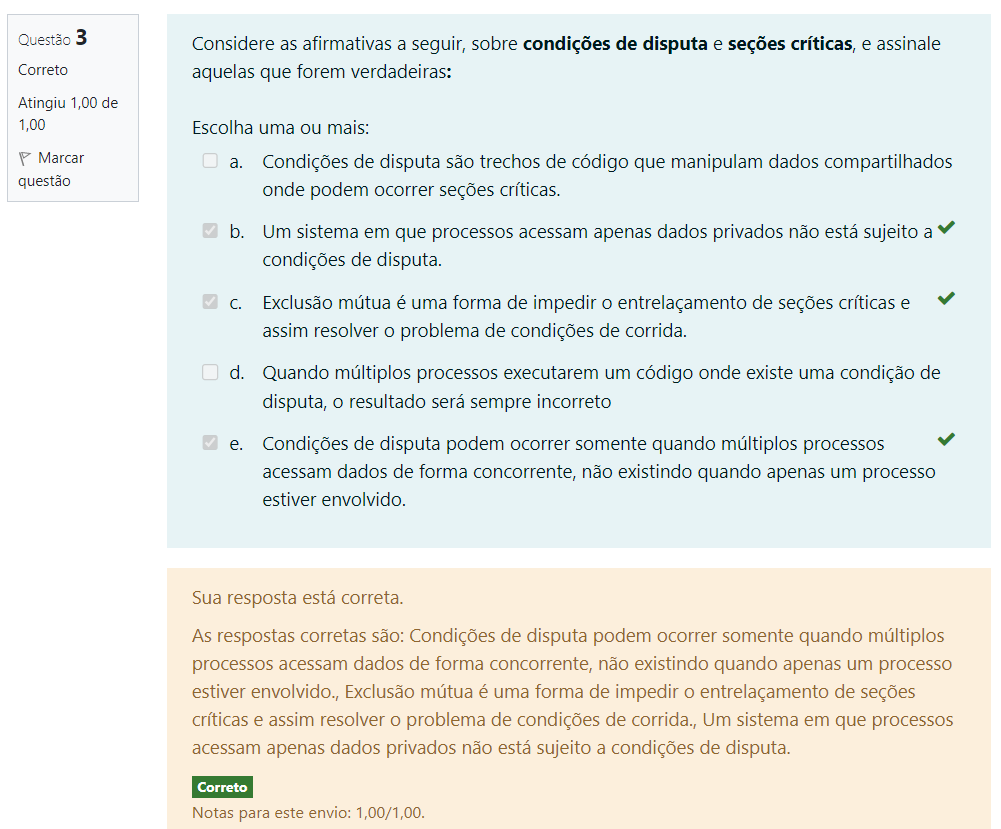 Questão 3
Correto
Atingiu 1,00 de
1,00
Marcar
questão
Considere as afirmativas a seguir, sobre condições de disputa e seções críticas, e assinale
aquelas que forem verdadeiras:
Escolha uma ou mais:
a. Condições de disputa são trechos de código que manipulam dados compartilhados
onde podem ocorrer seções críticas.
b. Um sistema em que processos acessam apenas dados privados não está sujeito a
condições de disputa.
c. Exclusão mútua é uma forma de impedir o entrelaçamento de seções críticas e
assim resolver o problema de condições de corrida.
d. Quando múltiplos processos executarem um código onde existe uma condição de
disputa, o resultado será sempre incorreto
e. Condições de disputa podem ocorrer somente quando múltiplos processos
acessam dados de forma concorrente, não existindo quando apenas um processo
estiver envolvido.
Sua resposta está correta.
As respostas corretas são: Condições de disputa podem ocorrer somente quando múltiplos
processos acessam dados de forma concorrente, não existindo quando apenas um processo
estiver envolvido., Exclusão mútua é uma forma de impedir o entrelaçamento de seções
críticas e assim resolver o problema de condições de corrida., Um sistema em que processos
acessam apenas dados privados não está sujeito a condições de disputa.
Correto
Notas para este envio: 1,00/1,00.